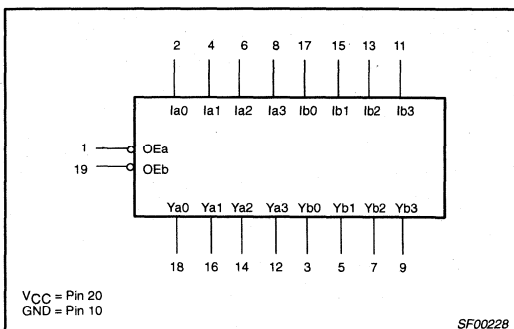 2 4 6 8 17 15 13 11
Ia0 Ia1 Ia2 Ia3 Ib0 Ib1 Ib2 Ib3
1 OEa
19 OEb
Ya0 Ya1 Ya2 Ya3 Yb0 Yb1 Yb2 Yb3
18 16 14 12 3 5 7 9
VCC = Pin 20
GND = Pin 10
SF00228